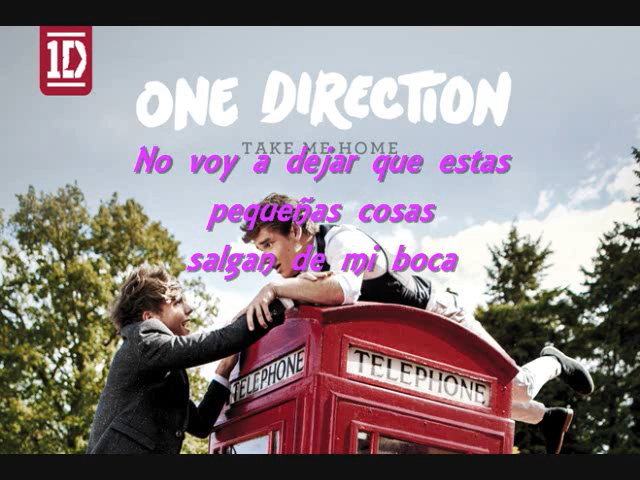 1D
ONE DIRECTION
TAKE ME HOME
No voy a dejar que estas
pequeñas cosas
salgan de mi boca
TELEPHONE
TELEPHONE